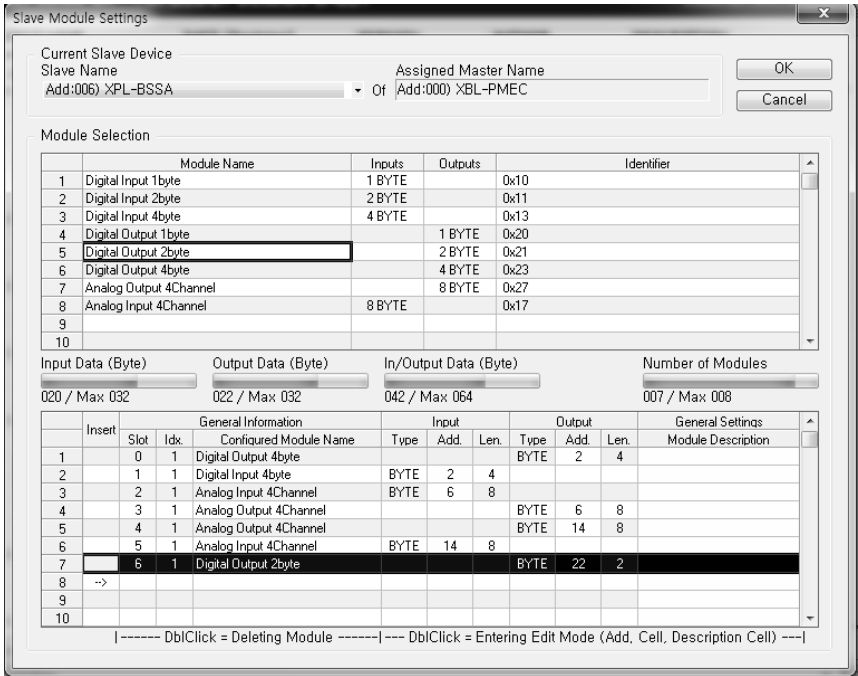 Slave Module Settings
Current Slave Device
Slave Name Assigned Master Name
Add:006) XPL-BSSA Of Add:000) XBL-PMEC
OK
Cancel
Module Selection
Module Name Inputs Outputs Identifier
1 Digital Input 1byte 1 BYTE 0x10
2 Digital Input 2byte 2 BYTE 0x11
3 Digital Input 4byte 4 BYTE 0x13
4 Digital Output 1byte 1 BYTE 0x20
5 Digital Output 2byte 2 BYTE 0x21
6 Digital Output 4byte 4 BYTE 0x23
7 Analog Output 4Channel 8 BYTE 0x27
8 Analog Input 4Channel 8 BYTE 0x17
9
10
Input Data (Byte) Output Data (Byte) In/Output Data (Byte) Number of Modules
020 / Max 032 022 / Max 032 042 / Max 064 007 / Max 008
Insert General Information Input Output General Settings
Slot Idx. Configured Module Name Type Add. Len. Type Add. Len. Module Description
1 0 1 Digital Output 4byte BYTE 2 4
2 1 1 Digital Input 4byte BYTE 2 4
3 2 1 Analog Input 4Channel BYTE 6 8
4 3 1 Analog Output 4Channel BYTE 6 8
5 4 1 Analog Output 4Channel BYTE 14 8
6 5 1 Analog Input 4Channel BYTE 14 8
7 6 1 Digital Output 2byte BYTE 22 2
8 -->
9
10
|------ DblClick = Deleting Module ------|--- DblClick = Entering Edit Mode (Add, Cell, Description Cell) ---|